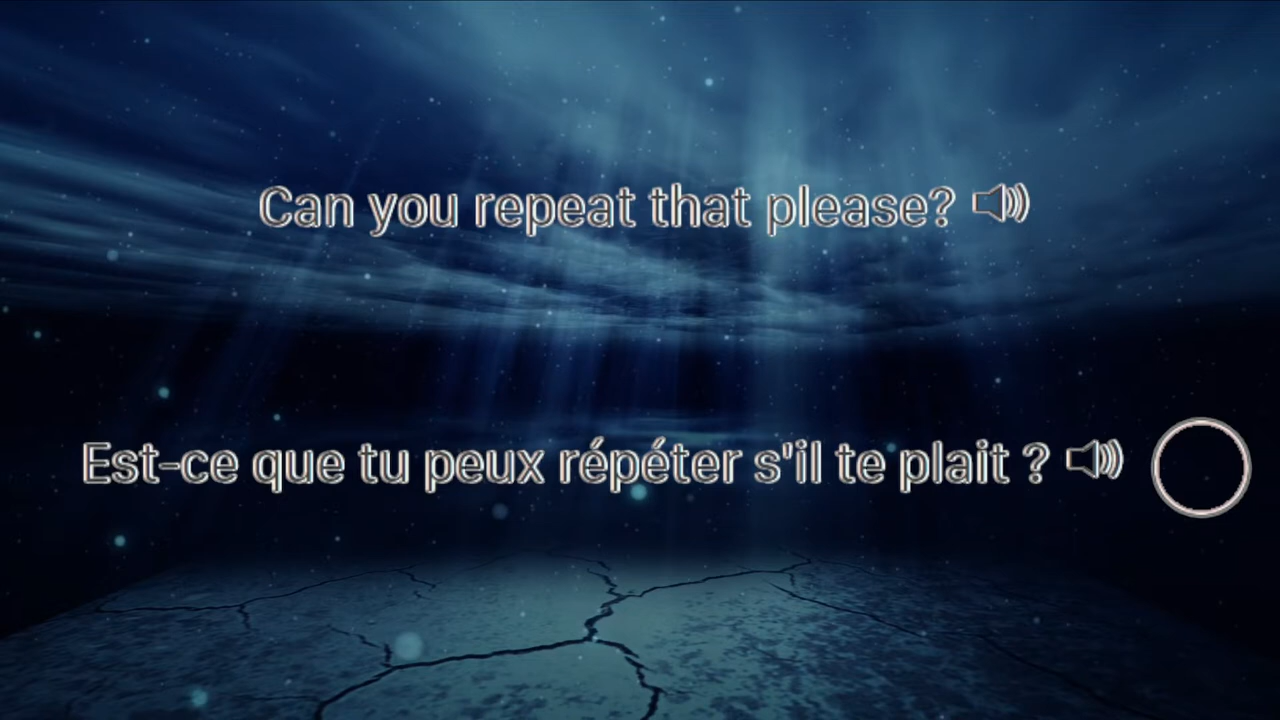 Can you repeat that please?
Est-ce que tu peux répéter s'il te plait ?